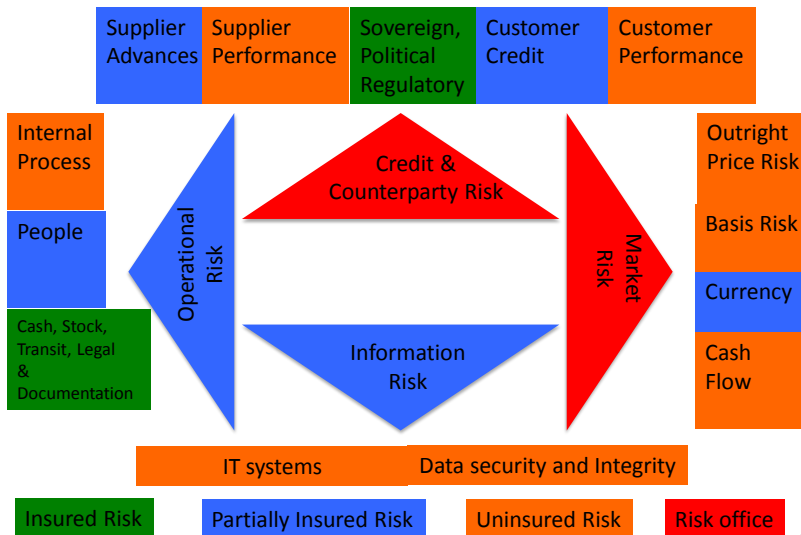 Supplier
Advances
Supplier
Performance
Sovereign,
Political
Regulatory
Customer
Credit
Customer
Performance
Internal
Process
People
Cash, Stock,
Transit, Legal
&
Documentation
Operational
Risk
Credit &
Counterparty Risk
Information
Risk
Market
Risk
Outright
Price Risk
Basis Risk
Currency
Cash
Flow
IT systems
Data security and Integrity
Insured Risk
Partially Insured Risk
Uninsured Risk
Risk office